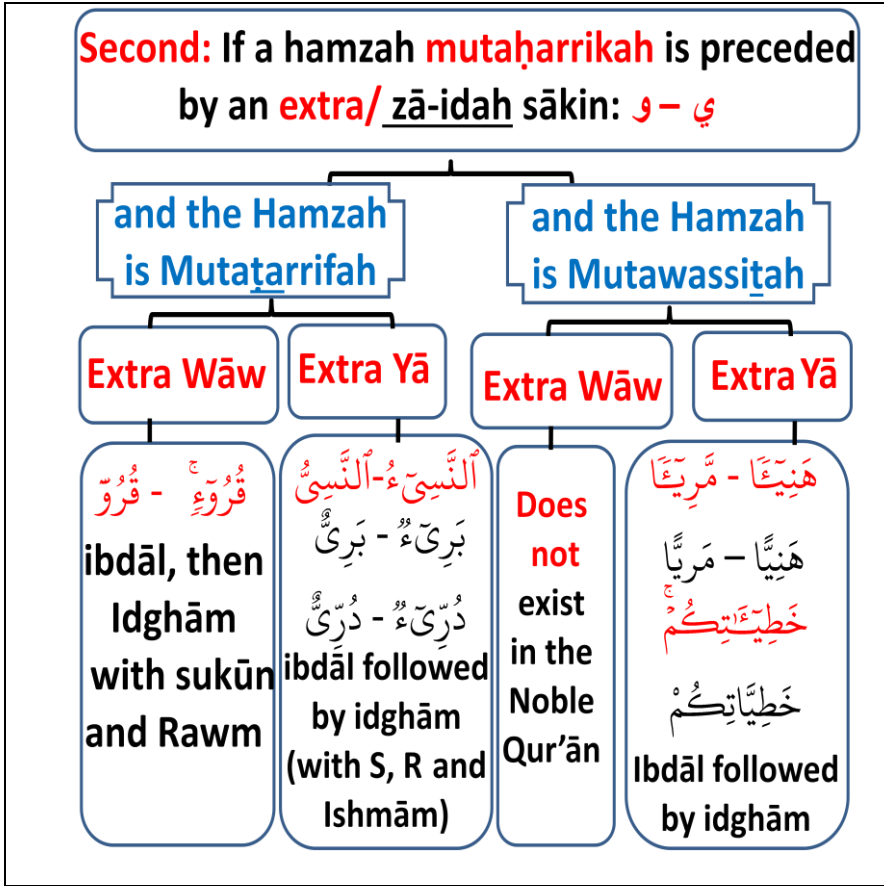 Second: If a hamzah mutaḥarrikah is preceded
by an extra/ zā-idah sākin: و – ي
and the Hamzah
is Mutaṭarrifah
and the Hamzah
is Mutawassiṯah
Extra Wāw
Extra Yā
Extra Wāw
Extra Yā
قُرُوٓءٖۚ - قُرُوّ
ibdāl, then
Idghām
with sukūn
and Rawm
ٱلنَّسِيٓءُ-ٱلنَّسِيُّ
بَرِيٓءٞ - بَرِيٌّ
دُرِّيٓءٞ - دُرِّيٌّ
ibdāl followed
by idghām
(with S, R and
Ishmām)
Does
not
exist
in the
Noble
Qur’ān
هَنِيٓـٔٗا - مَّرِيٓـٔٗا
هَنِيًّا – مَريًّا
خَطِيٓـَٰٔتِكُمۡۚ
خَطِيَّاتِكُمْ
Ibdāl followed
by idghām